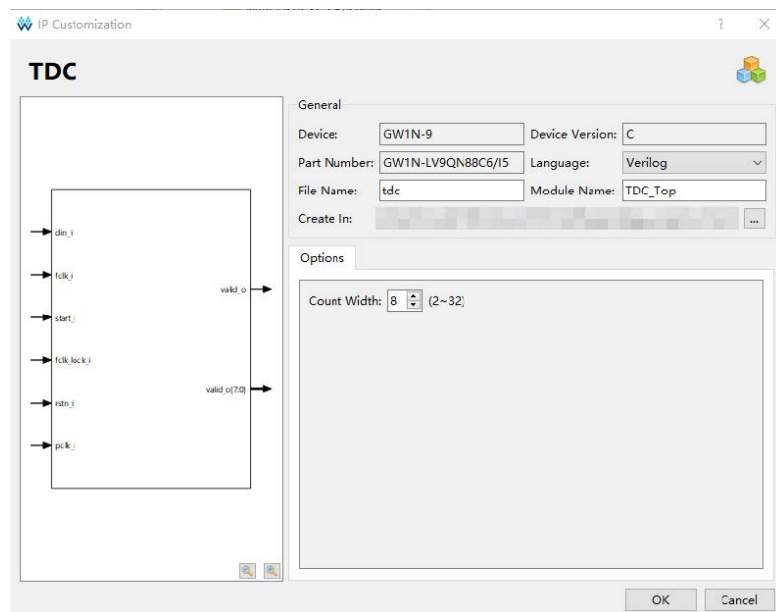 IP Customization
?
TDC
General
Device: GW1N-9 Device Version: C
Part Number: GW1N-LV9QN88C6/I5 Language: Verilog
File Name: tdc Module Name: TDC_Top
Create In: ...
Options
Count Width: 8 (2~32)
din_i
fclk_i
valid_o
start_i
fclk_lock_i
valid_o[7:0]
rstn_i
pclk_i
OK Cancel